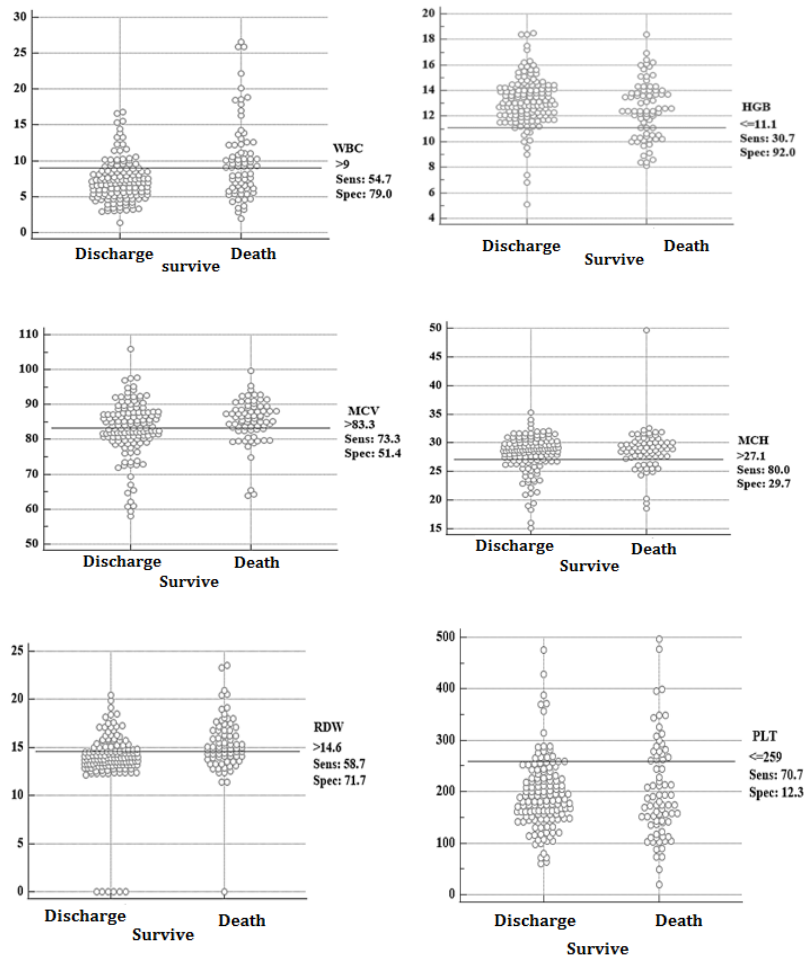 30
25
20
15
10
5
0
WBC
>9
Sens: 54.7
Spec: 79.0
Discharge Death
survive
20
18
16
14
12
10
8
6
4
HGB
<=11.1
Sens: 30.7
Spec: 92.0
Discharge Death
Survive
110
100
90
80
70
60
50
MCV
>83.3
Sens: 73.3
Spec: 51.4
Discharge Death
Survive
50
45
40
35
30
25
20
15
MCH
>27.1
Sens: 80.0
Spec: 29.7
Discharge Death
Survive
25
20
15
10
5
0
RDW
>14.6
Sens: 58.7
Spec: 71.7
Discharge Death
Survive
500
400
300
200
100
0
PLT
<=259
Sens: 70.7
Spec: 12.3
Discharge Death
Survive